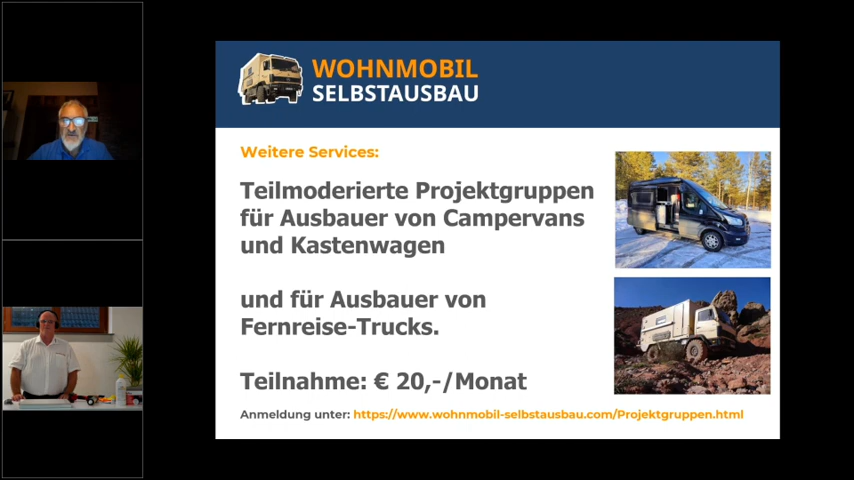 WOHNMOBIL
SELBSTAUSBAU
Weitere Services:
Teilmoderierte Projektgruppen
für Ausbauer von Campervans
und Kastenwagen
und für Ausbauer von
Fernreise-Trucks.
Teilnahme: € 20,-/Monat
Anmeldung unter: https://www.wohnmobil-selbstausbau.com/Projektgruppen.html